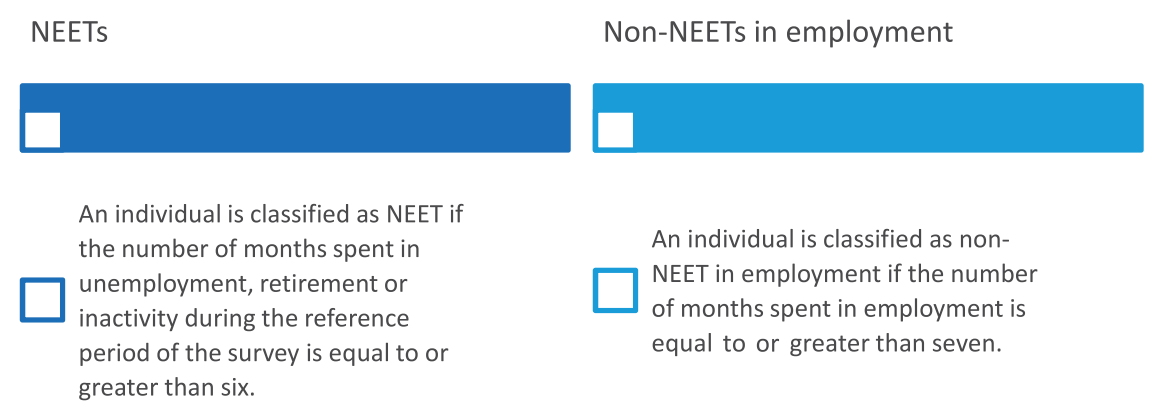 NEETs
An individual is classified as NEET if
the number of months spent in
unemployment, retirement or
inactivity during the reference
period of the survey is equal to or
greater than six.
Non-NEETs in employment
An individual is classified as non-
NEET in employment if the number
of months spent in employment is
equal to or greater than seven.